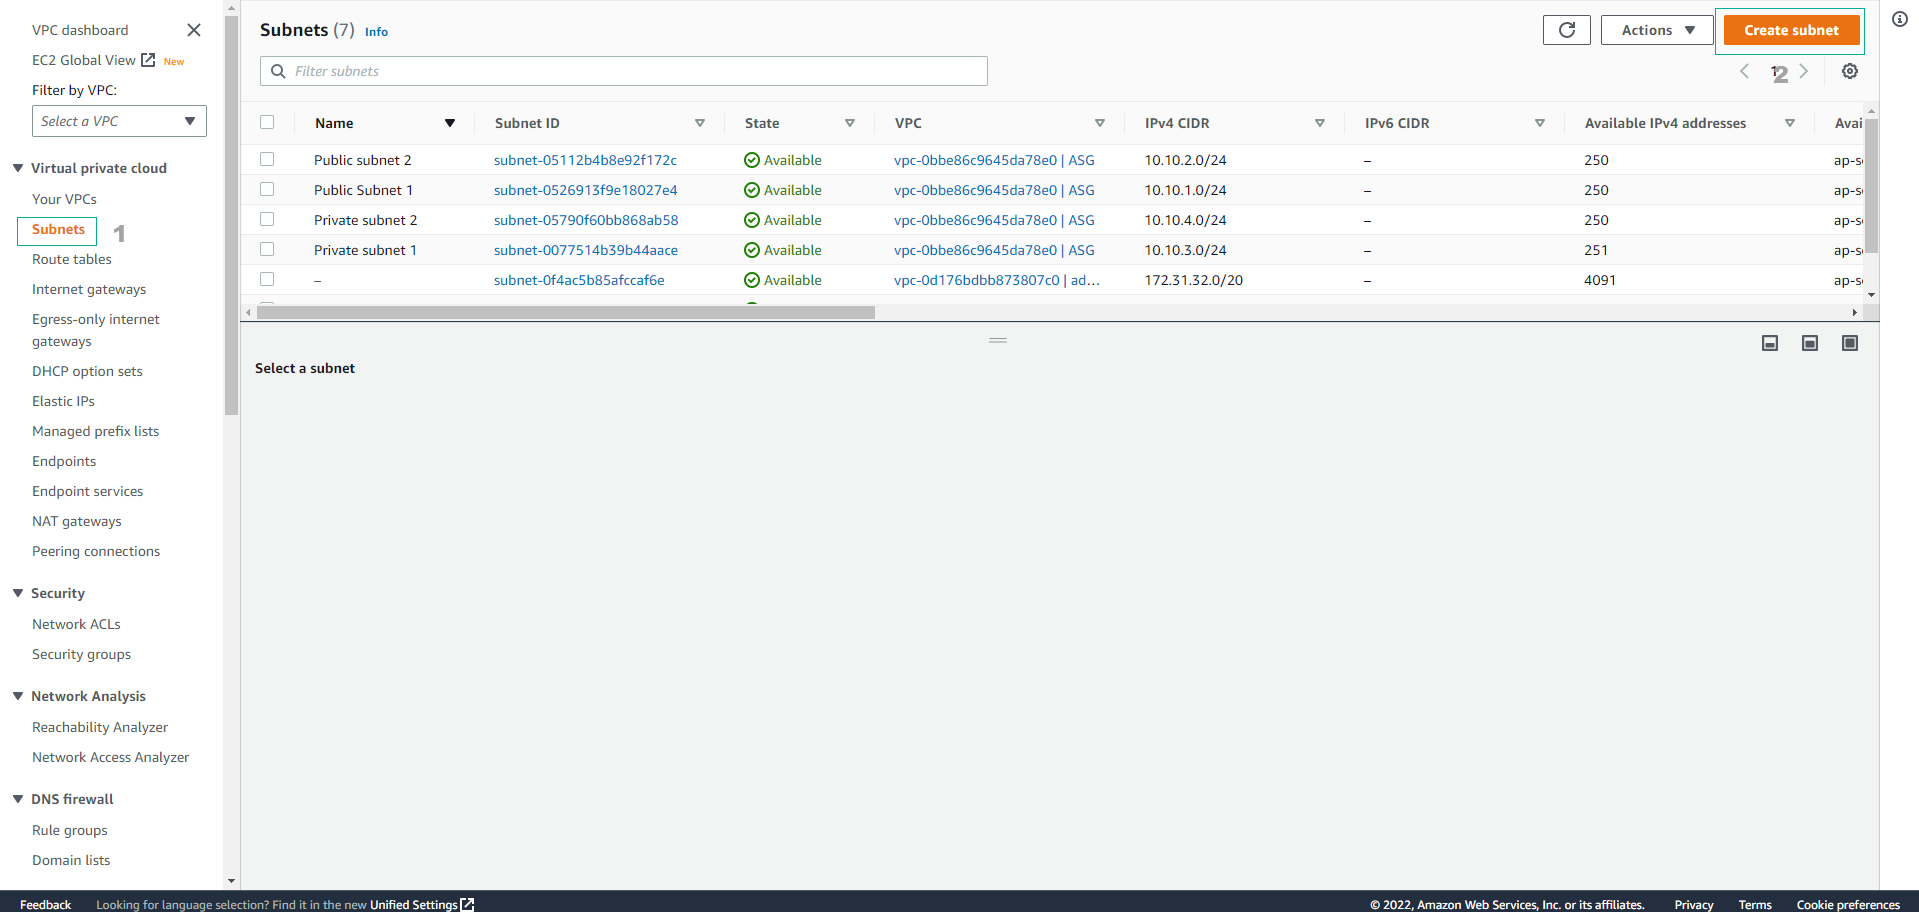 VPC dashboard
EC2 Global View New
Filter by VPC:
Select a VPC
Virtual private cloud
Your VPCs
Subnets 1
Route tables
Internet gateways
Egress-only internet
gateways
DHCP option sets
Elastic IPs
Managed prefix lists
Endpoints
Endpoint services
NAT gateways
Peering connections
Security
Network ACLs
Security groups
Network Analysis
Reachability Analyzer
Network Access Analyzer
DNS firewall
Rule groups
Domain lists
Subnets (7) Info
Actions
Create subnet
Filter subnets
1 2
Name Subnet ID State VPC IPv4 CIDR IPv6 CIDR Available IPv4 addresses Avai
Public subnet 2 subnet-05112b4b8e92f172c Available vpc-0bbe86c9645da78e0 | ASG 10.10.2.0/24 – 250 ap-s
Public Subnet 1 subnet-0526913f9e18027e4 Available vpc-0bbe86c9645da78e0 | ASG 10.10.1.0/24 – 250 ap-s
Private subnet 2 subnet-05790f60bb868ab58 Available vpc-0bbe86c9645da78e0 | ASG 10.10.4.0/24 – 250 ap-s
Private subnet 1 subnet-0077514b39b44aace Available vpc-0bbe86c9645da78e0 | ASG 10.10.3.0/24 – 251 ap-s
– subnet-0f4ac5b85afccaf6e Available vpc-0d176bdbb873807c0 | ad... 172.31.32.0/20 – 4091 ap-s
Select a subnet
Feedback Looking for language selection? Find it in the new Unified Settings © 2022, Amazon Web Services, Inc. or its affiliates. Privacy Terms Cookie preferences